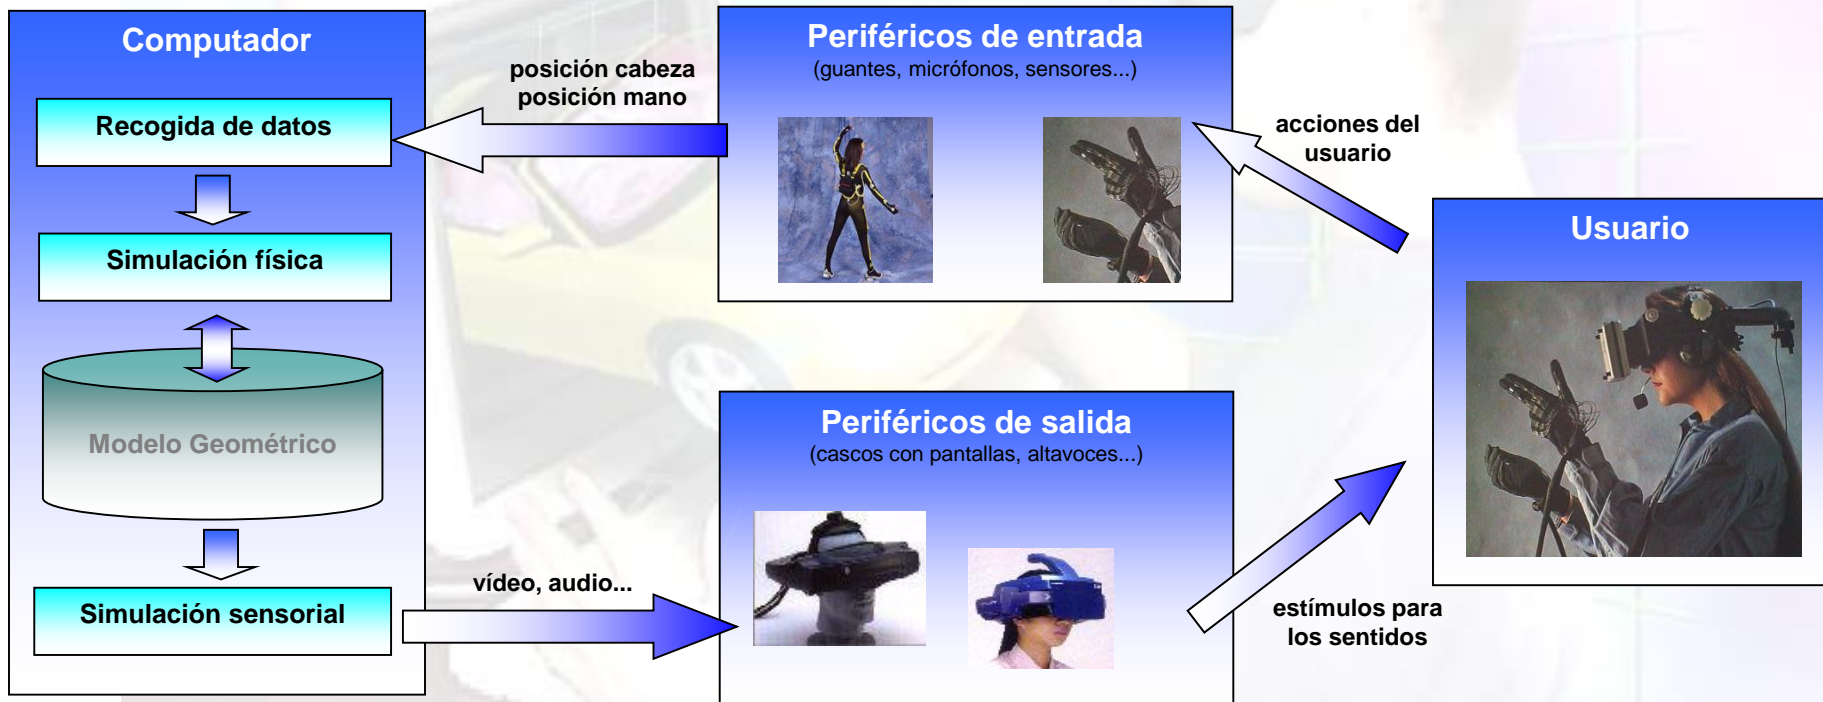 Computador
Recogida de datos
Simulación física
Modelo Geométrico
Simulación sensorial
posición cabeza
posición mano
Periféricos de entrada
(guantes, micrófonos, sensores...)
acciones del
usuario
Usuario
vídeo, audio...
Periféricos de salida
(cascos con pantallas, altavoces...)
estímulos para
los sentidos